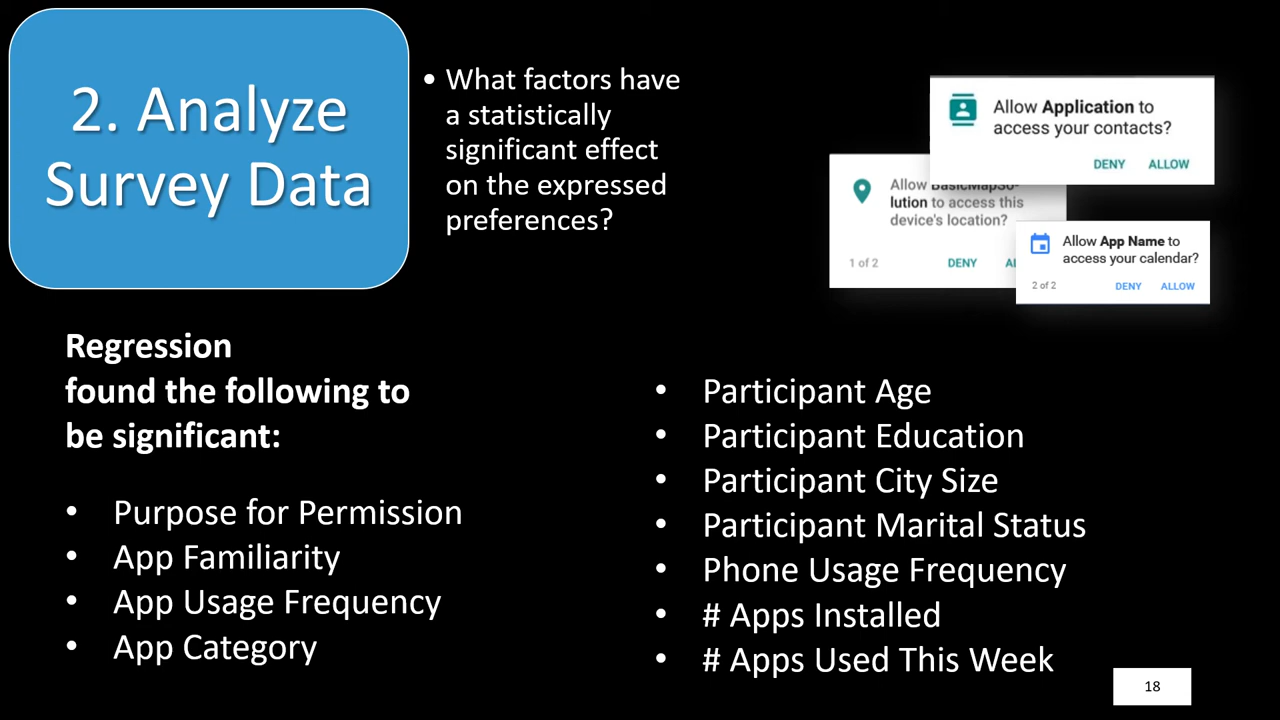 2. Analyze
Survey Data
• What factors have
a statistically
significant effect
on the expressed
preferences?
Allow Application to
access your contacts?
DENY ALLOW
Allow BasicMapSo-
lution to access this
device's location?
1 of 2 DENY AL
Allow App Name to
access your calendar?
2 of 2 DENY ALLOW
Regression
found the following to
be significant:
• Purpose for Permission
• App Familiarity
• App Usage Frequency
• App Category
• Participant Age
• Participant Education
• Participant City Size
• Participant Marital Status
• Phone Usage Frequency
• # Apps Installed
• # Apps Used This Week
18